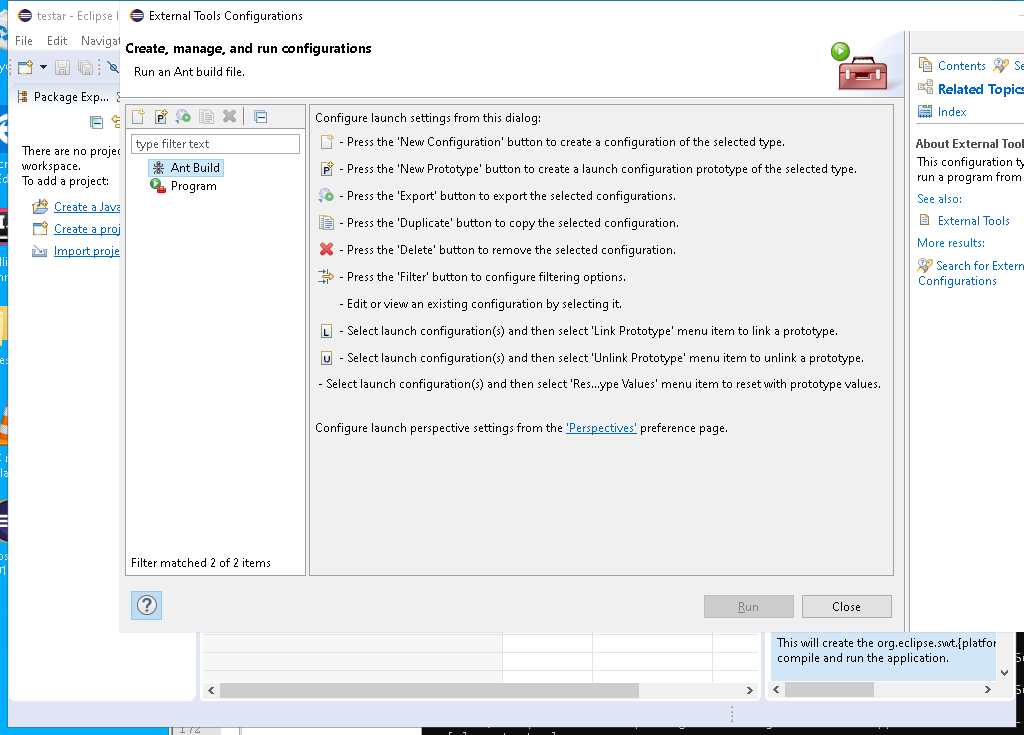 testar - Eclipse
External Tools Configurations
File Edit Navigat
Create, manage, and run configurations
Run an Ant build file.
Package Exp...
There are no projec
workspace.
To add a project:
Create a Java
Create a proj
Import proje
type filter text
Ant Build
Program
Filter matched 2 of 2 items
Configure launch settings from this dialog:
- Press the 'New Configuration' button to create a configuration of the selected type.
P - Press the 'New Prototype' button to create a launch configuration prototype of the selected type.
- Press the 'Export' button to export the selected configurations.
- Press the 'Duplicate' button to copy the selected configuration.
- Press the 'Delete' button to remove the selected configuration.
- Press the 'Filter' button to configure filtering options.
- Edit or view an existing configuration by selecting it.
L - Select launch configuration(s) and then select 'Link Prototype' menu item to link a prototype.
U - Select launch configuration(s) and then select 'Unlink Prototype' menu item to unlink a prototype.
- Select launch configuration(s) and then select 'Res...ype Values' menu item to reset with prototype values.
Configure launch perspective settings from the 'Perspectives' preference page.
Run
Close
Contents Se
Related Topics
Index
About External Tool
This configuration ty
run a program from
See also:
External Tools
More results:
Search for Extern
Configurations
This will create the org.eclipse.swt.{platfor
compile and run the application.
172